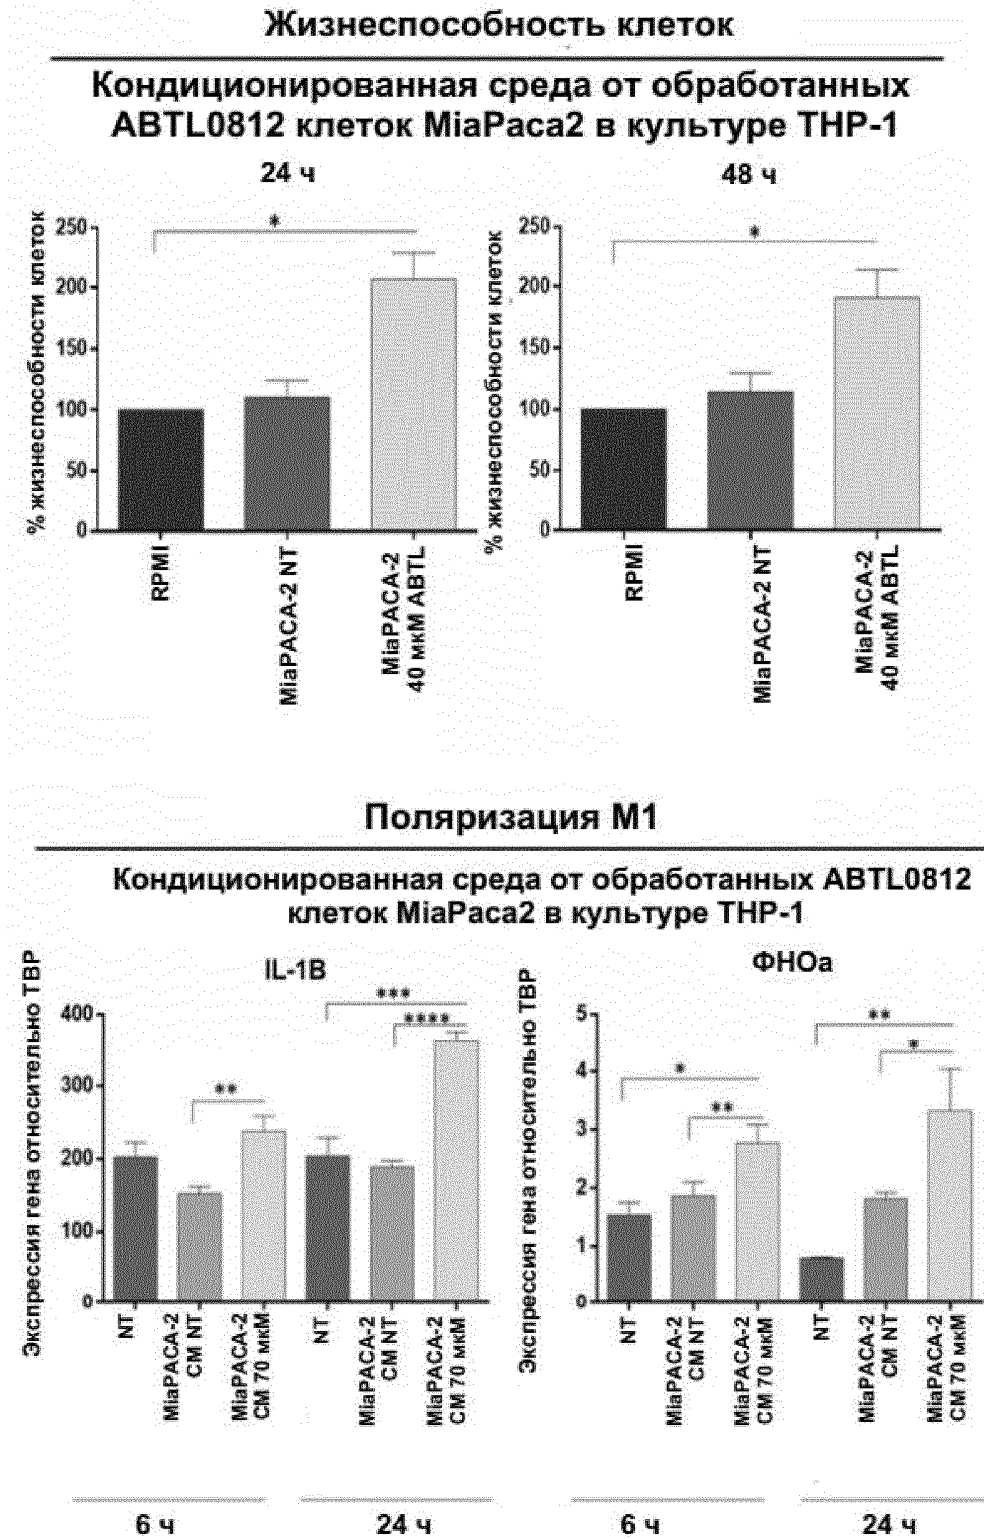 Жизнеспособность клеток
Кондиционированная среда от обработанных
ABTL0812 клеток MiaPaca2 в культуре THP-1
24 ч
% жизнеспособности клеток
250
200
150
100
50
0
*
RPMI
MiaPACA-2 NT
MiaPACA-2
40 мкМ ABTL
48 ч
% жизнеспособности клеток
250
200
150
100
50
0
*
RPMI
MiaPACA-2 NT
MiaPACA-2
40 мкМ ABTL
Поляризация M1
Кондиционированная среда от обработанных ABTL0812
клеток MiaPaca2 в культуре THP-1
IL-1B
Экспрессия гена относительно TBP
400
300
200
100
0
**
***
****
NT
MiaPACA-2
CM NT
MiaPACA-2
CM 70 мкМ
NT
MiaPACA-2
CM NT
MiaPACA-2
CM 70 мкМ
6 ч
24 ч
ФНОа
Экспрессия гена относительно TBP
5
4
3
2
1
0
*
**
**
*
NT
MiaPACA-2
CM NT
MiaPACA-2
CM 70 мкМ
NT
MiaPACA-2
CM NT
MiaPACA-2
CM 70 мкМ
6 ч
24 ч